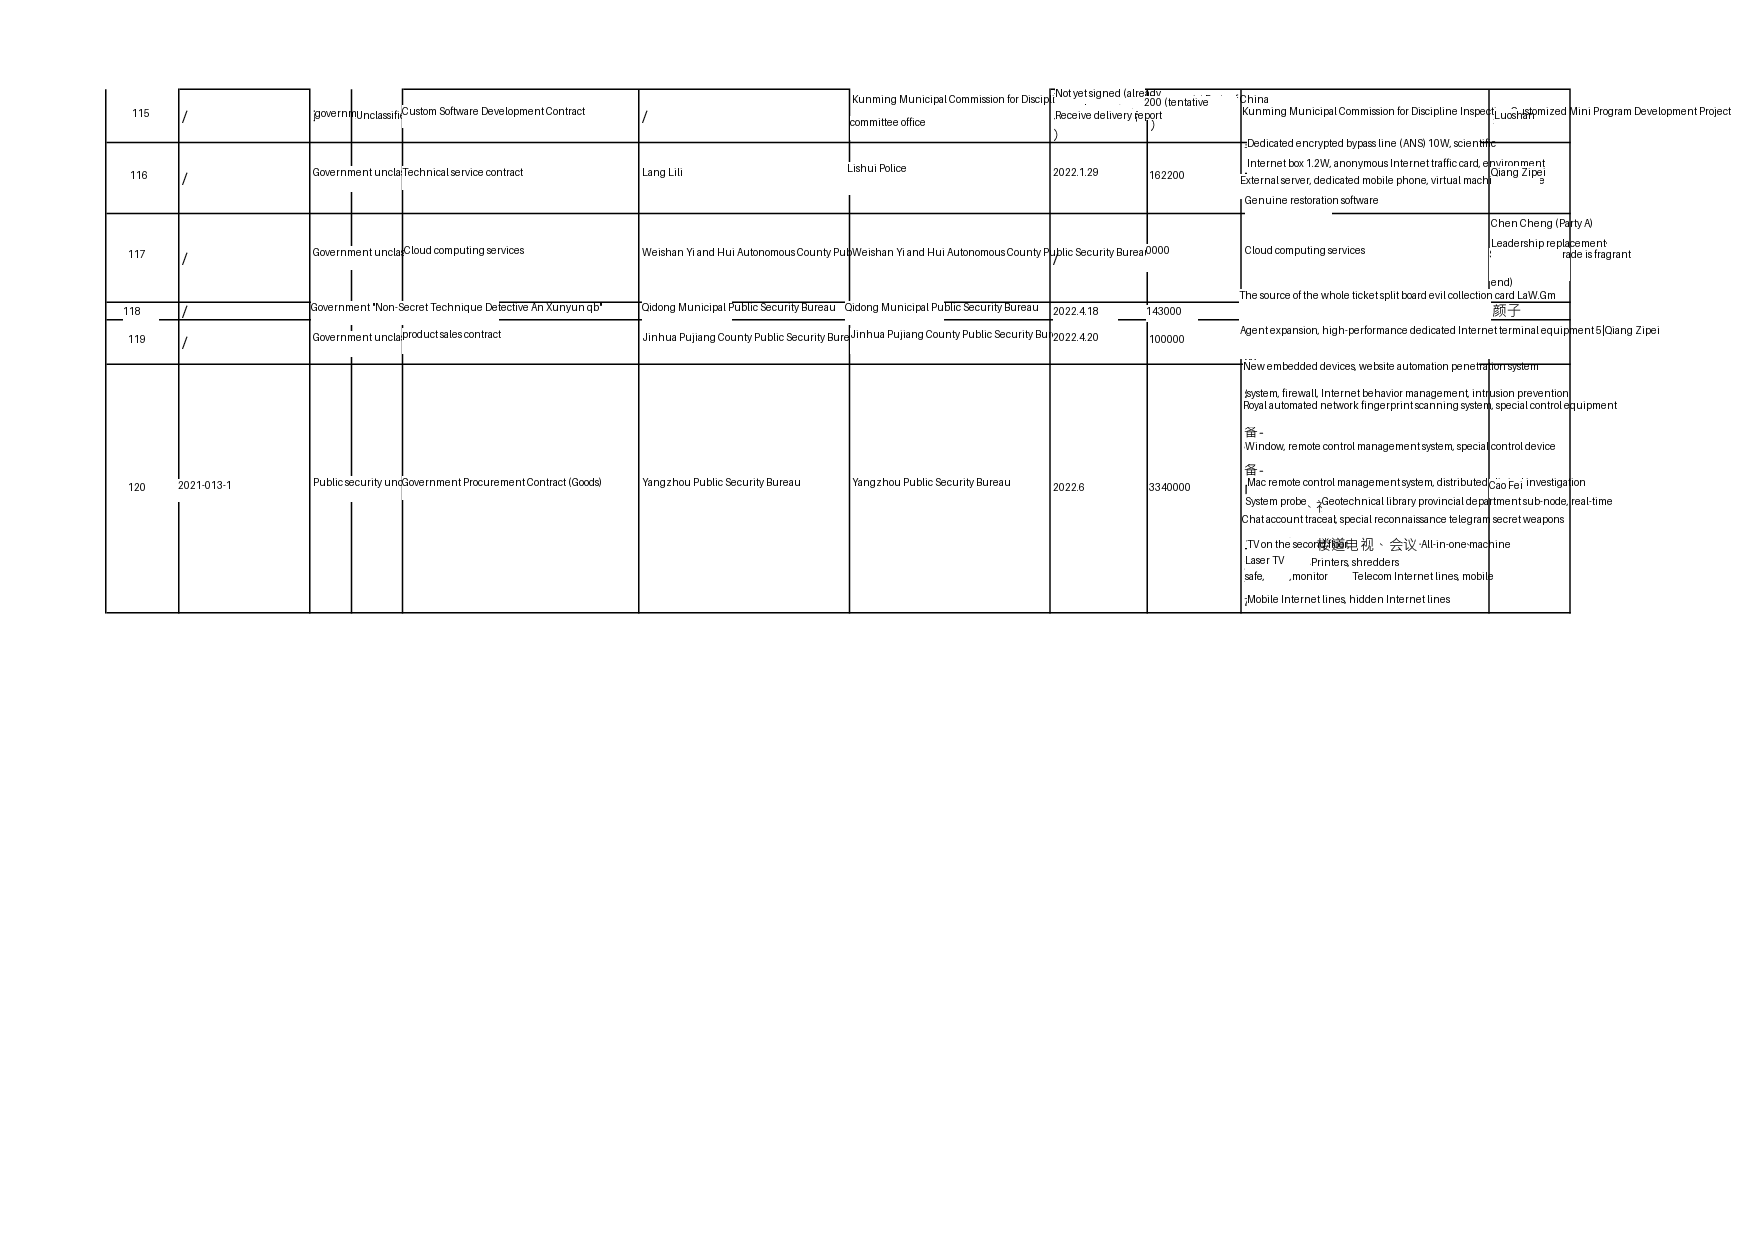 115
/
governm
Unclassifi
Custom Software Development Contract
/
Kunming Municipal Commission for Discipli
committee office
Not yet signed (already
Receive delivery report
)
200 (tentative
)
China
Kunming Municipal Commission for Discipline Inspect
Customized Mini Program Development Project
Luoshan
116
/
Government uncla
Technical service contract
Lang Lili
Lishui Police
2022.1.29
162200
Dedicated encrypted bypass line (ANS) 10W, scientific
Internet box 1.2W, anonymous Internet traffic card, environment
External server, dedicated mobile phone, virtual machi e
Genuine restoration software
Qiang Zipei
117
/
Government unclas
Cloud computing services
Weishan Yi and Hui Autonomous County Pub
Weishan Yi and Hui Autonomous County Public Security Bureau
/
0000
Cloud computing services
Chen Cheng (Party A)
Leadership replacement
rade is fragrant
end)
118
/
Government "Non-Secret Technique Detective An Xunyun qb"
Qidong Municipal Public Security Bureau
Qidong Municipal Public Security Bureau
2022.4.18
143000
The source of the whole ticket split board evil collection card LaW.Gm
颜子
119
/
Government uncla
product sales contract
Jinhua Pujiang County Public Security Bure
Jinhua Pujiang County Public Security Bur
2022.4.20
100000
Agent expansion, high-performance dedicated Internet terminal equipment 5|Qiang Zipei
120
2021-013-1
Public security unc
Government Procurement Contract (Goods)
Yangzhou Public Security Bureau
Yangzhou Public Security Bureau
2022.6
3340000
New embedded devices, website automation penetration system
system, firewall, Internet behavior management, intrusion prevention
Royal automated network fingerprint scanning system, special control equipment
备-
Window, remote control management system, special control device
备-
Mac remote control management system, distributed investigation
System probe、 Geotechnical library provincial department sub-node, real-time
Chat account traceal, special reconnaissance telegram secret weapons
TV on the second floor 楼道电视、会议 All-in-one machine
Laser TV Printers, shredders
safe, ,monitor Telecom Internet lines, mobile
Mobile Internet lines, hidden Internet lines
Cao Fei